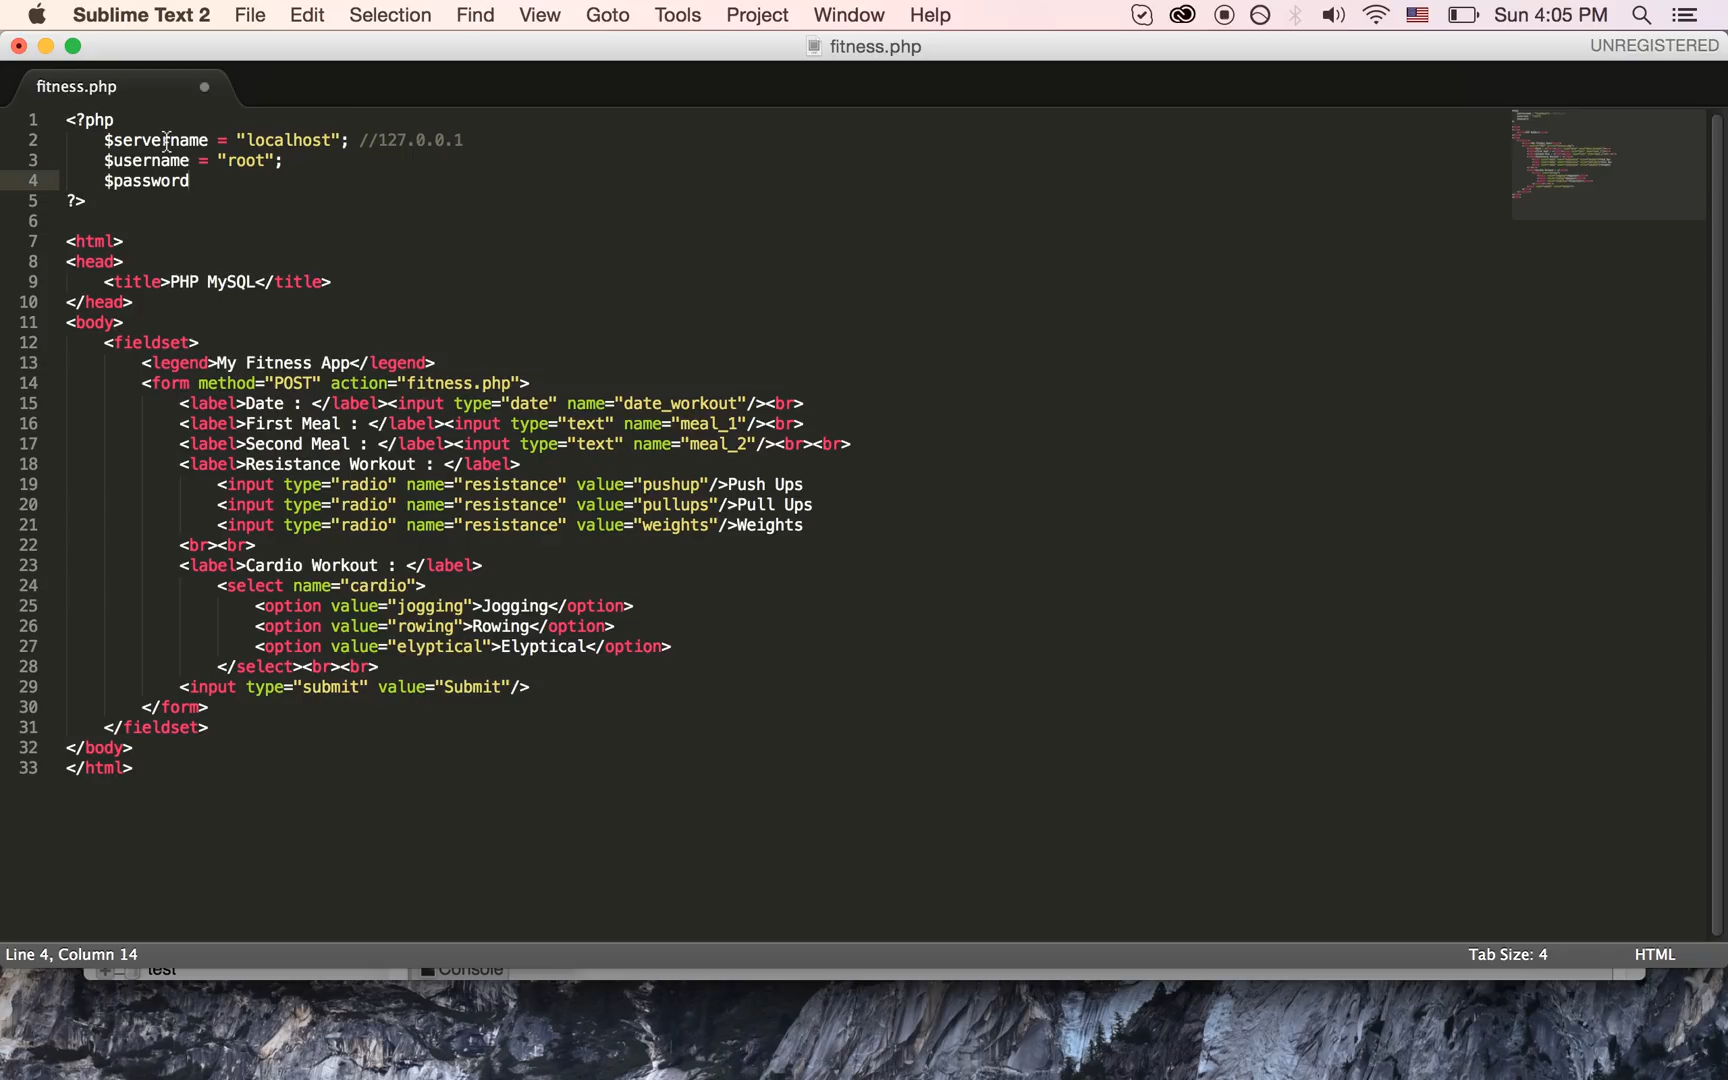 Sublime Text 2 File Edit Selection Find View Goto Tools Project Window Help Sun 4:05 PM
fitness.php UNREGISTERED
fitness.php
1 <?php
2 $servername = "localhost"; //127.0.0.1
3 $username = "root";
4 $password
5 ?>
6
7 <html>
8 <head>
9 <title>PHP MySQL</title>
10 </head>
11 <body>
12 <fieldset>
13 <legend>My Fitness App</legend>
14 <form method="POST" action="fitness.php">
15 <label>Date : </label><input type="date" name="date_workout"/><br>
16 <label>First Meal : </label><input type="text" name="meal_1"/><br>
17 <label>Second Meal : </label><input type="text" name="meal_2"/><br><br>
18 <label>Resistance Workout : </label>
19 <input type="radio" name="resistance" value="pushup"/>Push Ups
20 <input type="radio" name="resistance" value="pullups"/>Pull Ups
21 <input type="radio" name="resistance" value="weights"/>Weights
22 <br><br>
23 <label>Cardio Workout : </label>
24 <select name="cardio">
25 <option value="jogging">Jogging</option>
26 <option value="rowing">Rowing</option>
27 <option value="elyptical">Elyptical</option>
28 </select><br><br>
29 <input type="submit" value="Submit"/>
30 </form>
31 </fieldset>
32 </body>
33 </html>
Line 4, Column 14 Tab Size: 4 HTML
test Console